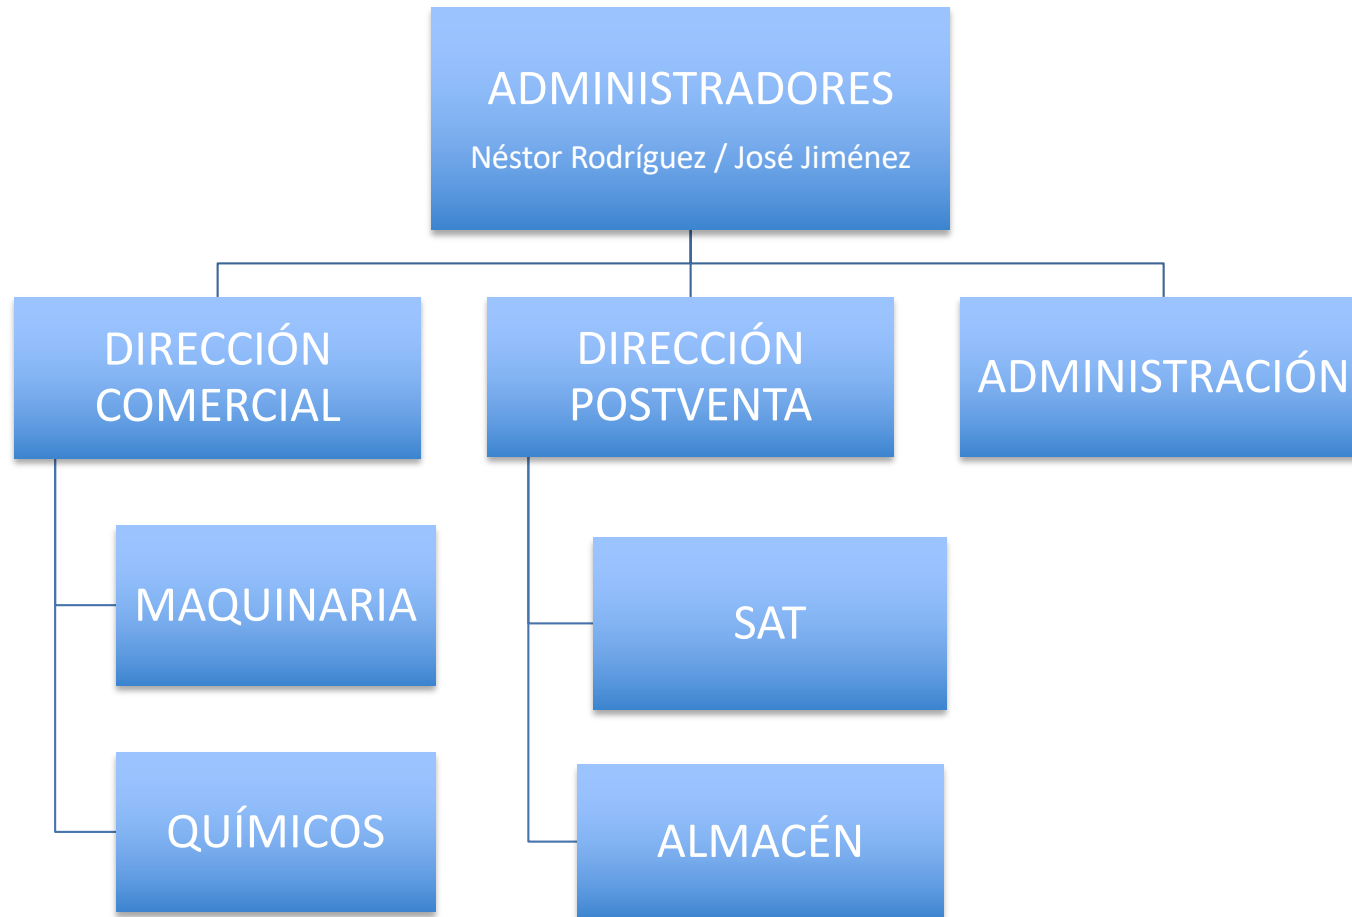 ADMINISTRADORES
Néstor Rodríguez / José Jiménez
DIRECCIÓN
COMERCIAL
DIRECCIÓN
POSTVENTA
ADMINISTRACIÓN
MAQUINARIA
SAT
QUÍMICOS
ALMACÉN